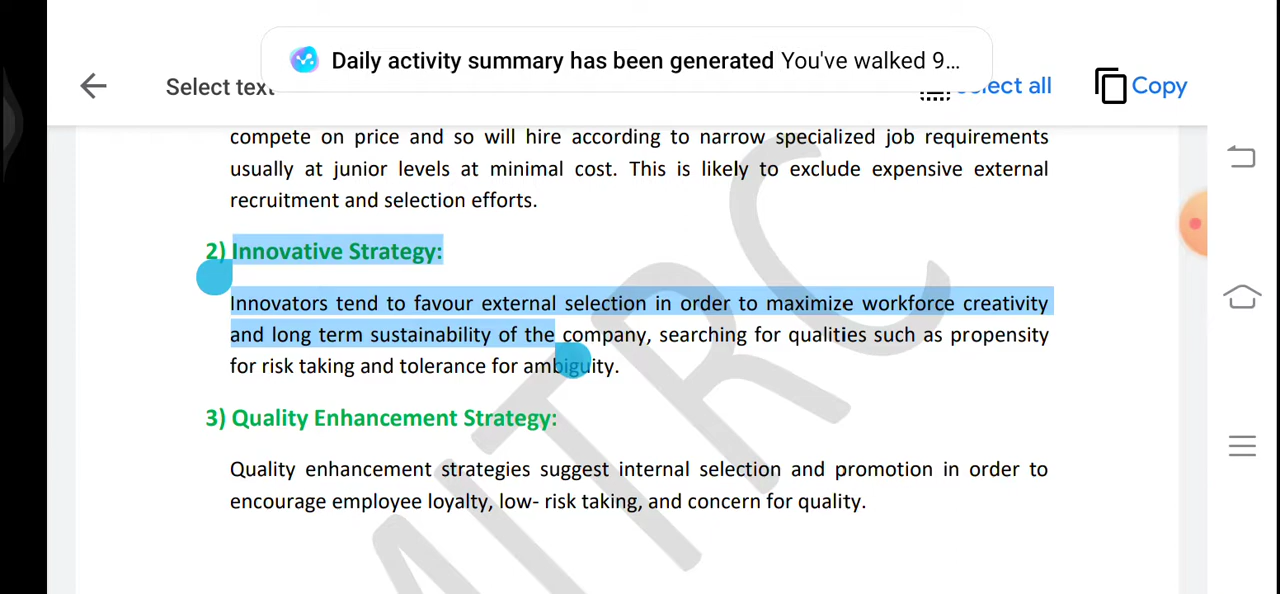 Daily activity summary has been generated You've walked 9...
Select text
elect all
Copy
compete on price and so will hire according to narrow specialized job requirements
usually at junior levels at minimal cost. This is likely to exclude expensive external
recruitment and selection efforts.
2) Innovative Strategy:
Innovators tend to favour external selection in order to maximize workforce creativity
and long term sustainability of the company, searching for qualities such as propensity
for risk taking and tolerance for ambiguity.
3) Quality Enhancement Strategy:
Quality enhancement strategies suggest internal selection and promotion in order to
encourage employee loyalty, low- risk taking, and concern for quality.
MITRC